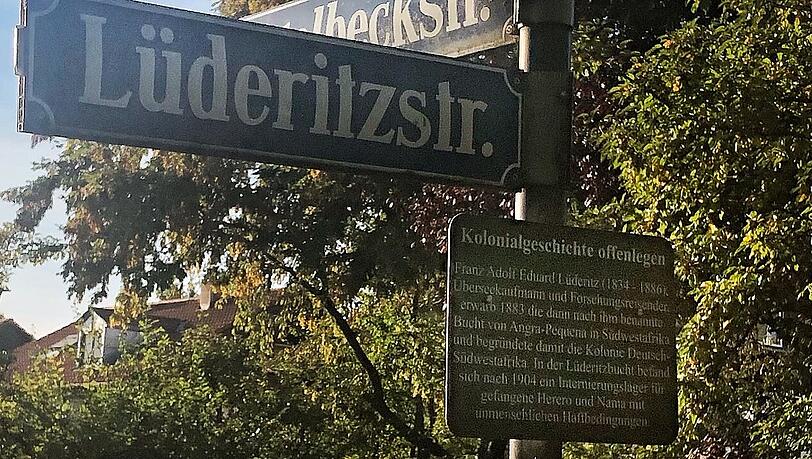 Waldbeckstr.
Lüderitzstr.
Kolonialgeschichte offenlegen
Franz Adolf Eduard Lüderitz (1834 - 1886),
Überseekaufmann und Forschungsreisender,
erwarb 1883 die dann nach ihm benannte
Bucht von Angra-Pequena in Südwestafrika
und begründete damit die Kolonie Deutsch-
Südwestafrika. In der Lüderitzbucht befand
sich nach 1904 ein Internierungslager für
gefangene Herero und Nama mit
unmenschlichen Haftbedingungen.